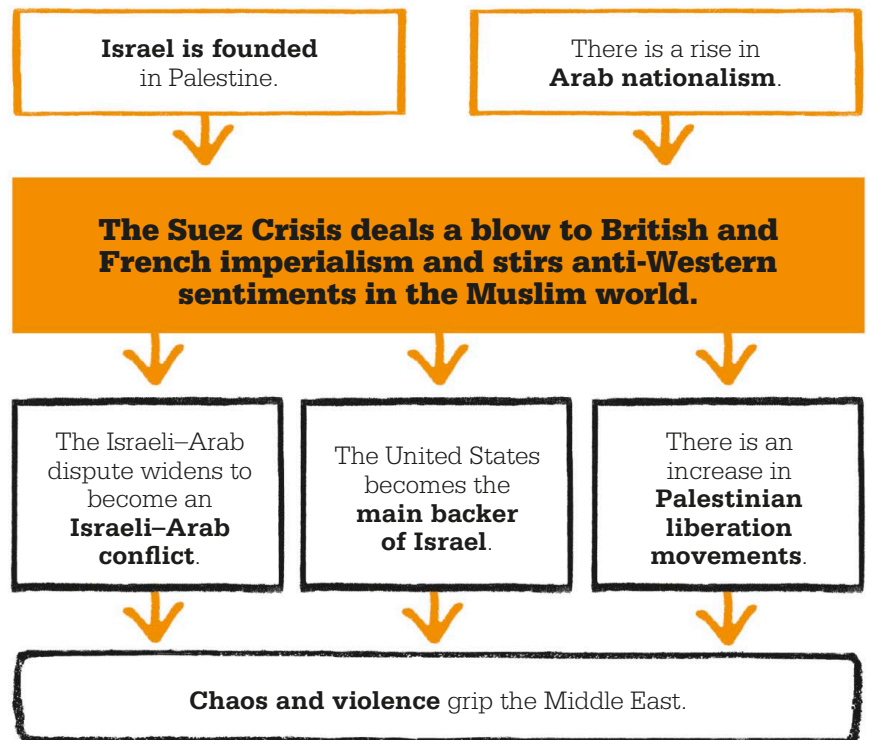 Israel is founded
in Palestine.
There is a rise in
Arab nationalism.
The Suez Crisis deals a blow to British and
French imperialism and stirs anti-Western
sentiments in the Muslim world.
The Israeli–Arab
dispute widens to
become an
Israeli–Arab
conflict.
The United States
becomes the
main backer
of Israel.
There is an
increase in
Palestinian
liberation
movements.
Chaos and violence grip the Middle East.